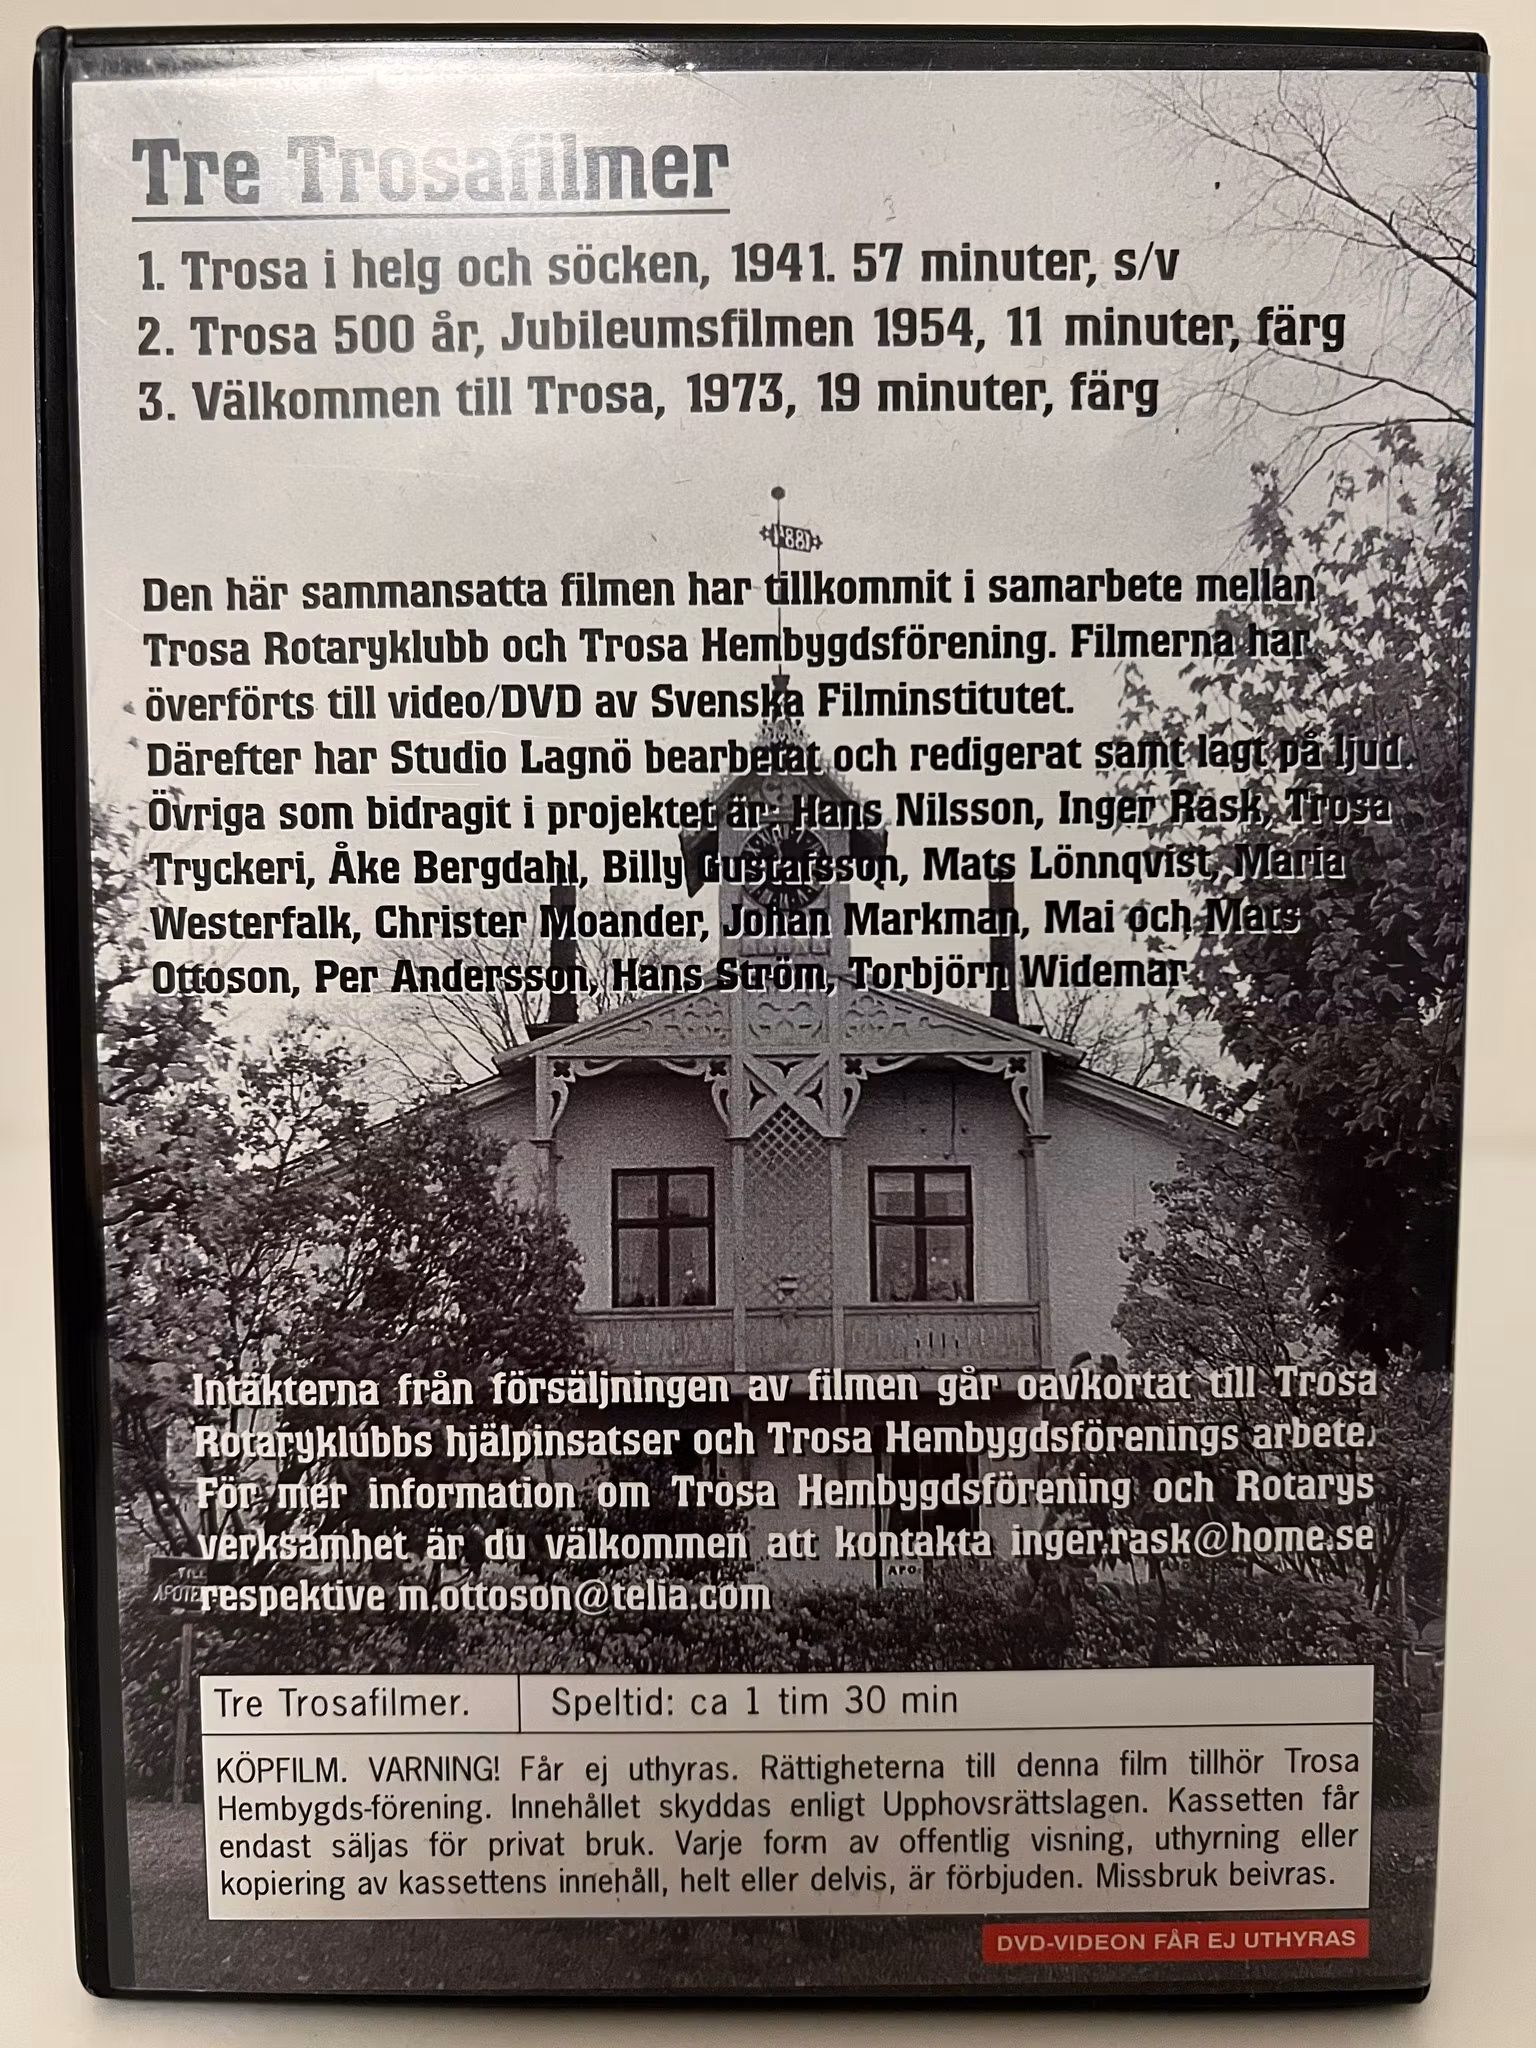 Tre Trosafilmer
1. Trosa i helg och söcken, 1941. 57 minuter, s/v
2. Trosa 500 år, Jubileumsfilmen 1954, 11 minuter, färg
3. Välkommen till Trosa, 1973, 19 minuter, färg
1881
Den här sammansatta filmen har tillkommit i samarbete mellan
Trosa Rotaryklubb och Trosa Hembygdsförening. Filmerna har
överförts till video/DVD av Svenska Filminstitutet.
Därefter har Studio Lagnö bearbetat och redigerat samt lagt på ljud.
Övriga som bidragit i projektet är: Hans Nilsson, Inger Rask, Trosa
Tryckeri, Åke Bergdahl, Billy Gustafsson, Mats Lönnqvist, Maria
Westerfalk, Christer Moander, Johan Markman, Mai och Mats
Ottoson, Per Andersson, Hans Ström, Torbjörn Widemar
Intäkterna från försäljningen av filmen går oavkortat till Trosa
Rotaryklubbs hjälpinsatser och Trosa Hembygdsförenings arbete.
För mer information om Trosa Hembygdsförening och Rotarys
verksamhet är du välkommen att kontakta inger.rask@home.se
respektive m.ottoson@telia.com
TILL
APO
Tre Trosafilmer. Speltid: ca 1 tim 30 min
KÖPFILM. VARNING! Får ej uthyras. Rättigheterna till denna film tillhör Trosa
Hembygds-förening. Innehållet skyddas enligt Upphovsrättslagen. Kassetten får
endast säljas för privat bruk. Varje form av offentlig visning, uthyrning eller
kopiering av kassettens innehåll, helt eller delvis, är förbjuden. Missbruk beivras.
DVD-VIDEON FÅR EJ UTHYRAS